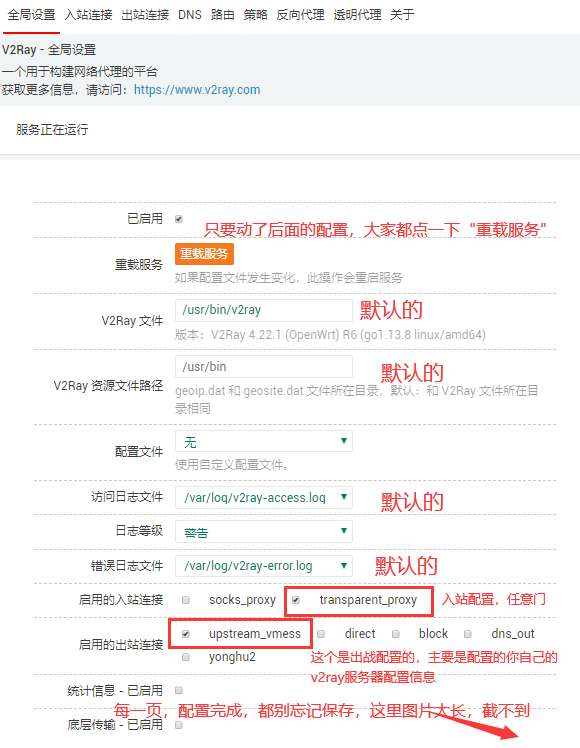 全局设置 入站连接 出站连接 DNS 路由 策略 反向代理 透明代理 关于
V2Ray - 全局设置
一个用于构建网络代理的平台
获取更多信息，请访问：https://www.v2ray.com
服务正在运行
已启用
只要动了后面的配置，大家都点一下“重载服务”
重载服务 重载服务
如果配置文件发生变化，此操作会重启服务
V2Ray 文件 /usr/bin/v2ray 默认的
版本：V2Ray 4.22.1 (OpenWrt) R6 (go1.13.8 linux/amd64)
V2Ray 资源文件路径 /usr/bin 默认的
geoip.dat 和 geosite.dat 文件所在目录，默认：和 V2Ray 文件所在目
录相同
配置文件 无
使用自定义配置文件。
访问日志文件 /var/log/v2ray-access.log 默认的
日志等级 警告
错误日志文件 /var/log/v2ray-error.log 默认的
启用的入站连接 socks_proxy transparent_proxy 入站配置，任意门
启用的出站连接 upstream_vmess direct block dns_out
yonghu2 这个是出战配置的，主要是配置的你自己的
v2ray服务器配置信息
统计信息 - 已启用
每一页，配置完成，都别忘记保存，这里图片太长，截不到
底层传输 - 已启用